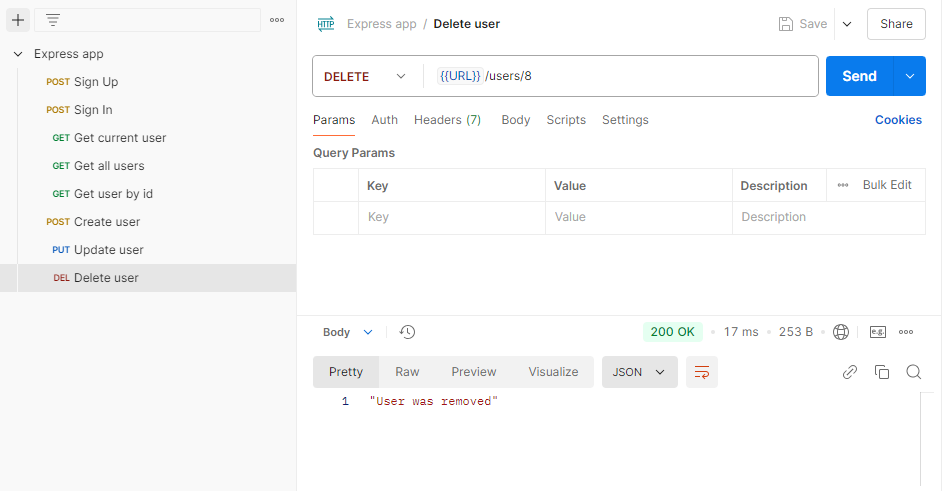 Express app
POST Sign Up
POST Sign In
GET Get current user
GET Get all users
GET Get user by id
POST Create user
PUT Update user
DEL Delete user
HTTP Express app / Delete user
Save
Share
DELETE {{URL}} /users/8
Send
Params Auth Headers (7) Body Scripts Settings Cookies
Query Params
Key Value Description Bulk Edit
Key Value Description
Body 200 OK • 17 ms • 253 B • e.g.
Pretty Raw Preview Visualize JSON
1 "User was removed"